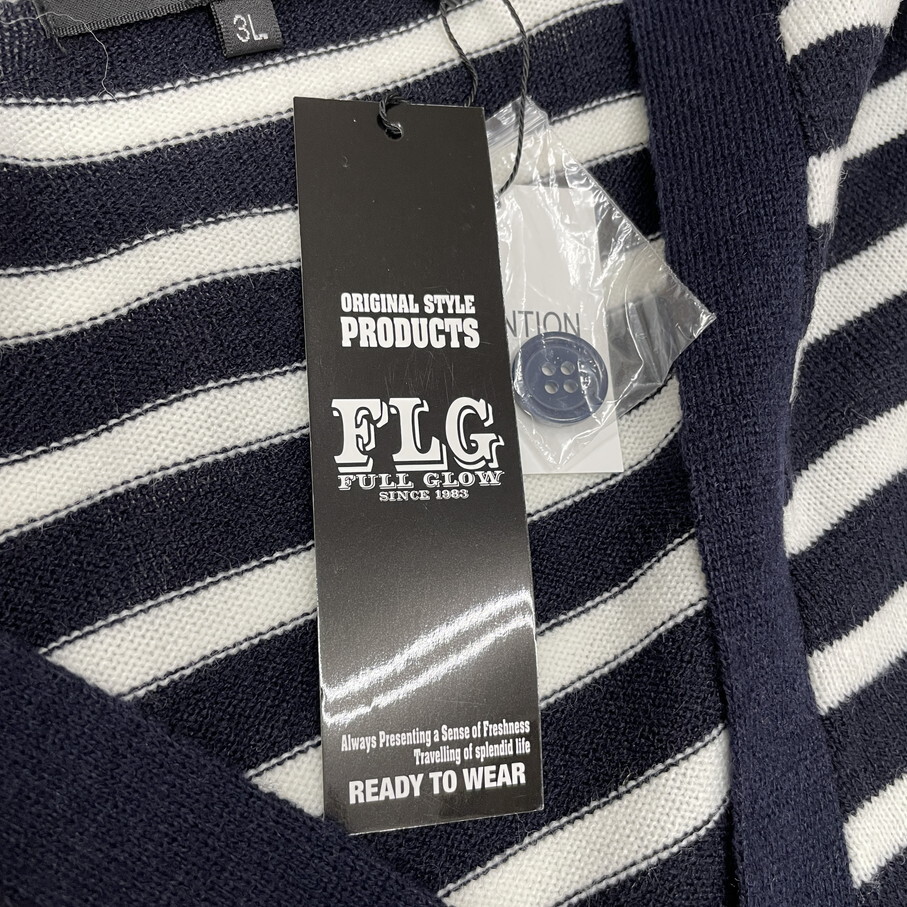 3L
ORIGINAL STYLE
PRODUCTS
FLG
FULL GLOW
SINCE 1983
Always Presenting a Sense of Freshness
Travelling of splendid life
READY TO WEAR